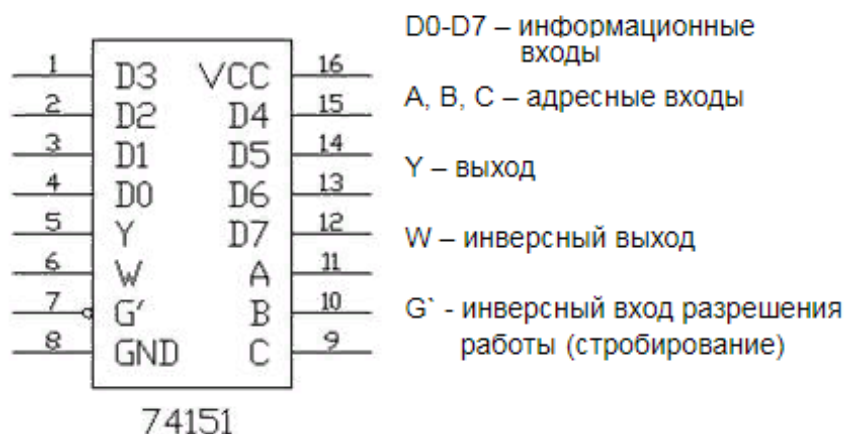 D0-D7 – информационные
входы
A, B, C – адресные входы
Y – выход
W – инверсный выход
G` - инверсный вход разрешения
работы (стробирование)
1 D3 VCC 16
2 D2 D4 15
3 D1 D5 14
4 D0 D6 13
5 Y D7 12
6 W A 11
7 G' B 10
8 GND C 9
74151